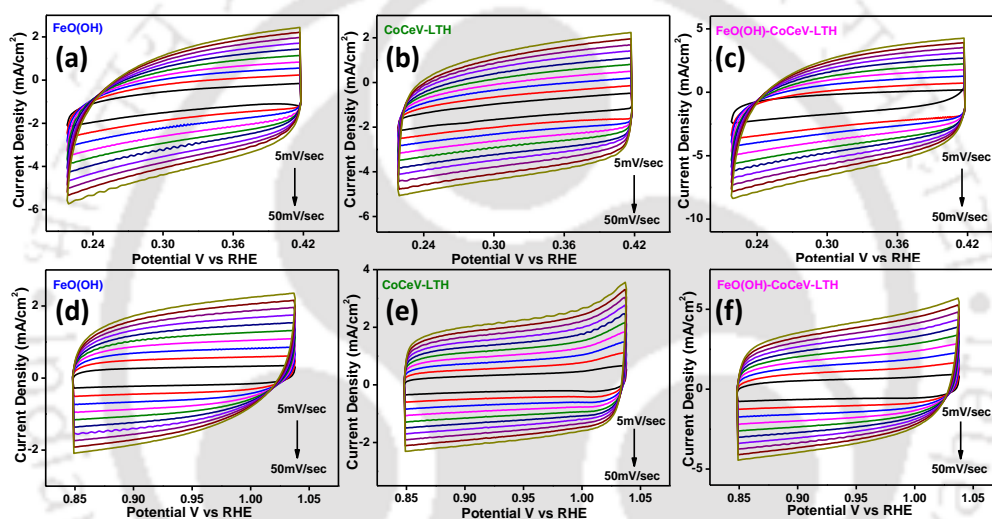 FeO(OH)
(a)
Current Density (mA/cm²)
2
0
-2
-4
-6
5mV/sec
50mV/sec
0.24 0.30 0.36 0.42
Potential V vs RHE
CoCeV-LTH
(b)
Current Density (mA/cm²)
2
0
-2
-4
-6
5mV/sec
50mV/sec
0.24 0.30 0.36 0.42
Potential V vs RHE
FeO(OH)-CoCeV-LTH
(c)
Current Density (mA/cm²)
5
0
-5
-10
5mV/sec
50mV/sec
0.24 0.30 0.36 0.42
Potential V vs RHE
FeO(OH)
(d)
Current Density (mA/cm²)
2
0
-2
5mV/sec
50mV/sec
0.85 0.90 0.95 1.00 1.05
Potential V vs RHE
CoCeV-LTH
(e)
Current Density (mA/cm²)
4
2
0
-2
5mV/sec
50mV/sec
0.85 0.90 0.95 1.00 1.05
Potential V vs RHE
FeO(OH)-CoCeV-LTH
(f)
Current Density (mA/cm²)
5
0
-5
5mV/sec
50mV/sec
0.85 0.90 0.95 1.00 1.05
Potential V vs RHE